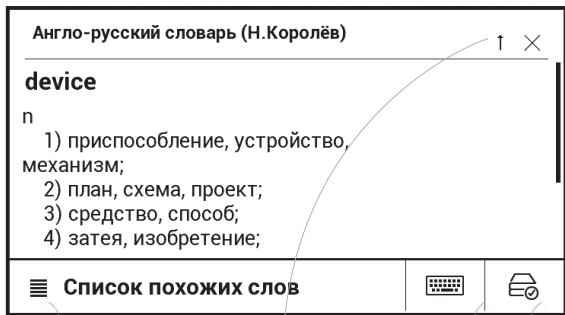 Англо-русский словарь (Н.Королёв)
device
n
1) приспособление, устройство,
механизм;
2) план, схема, проект;
3) средство, способ;
4) затея, изобретение;
Список похожих слов